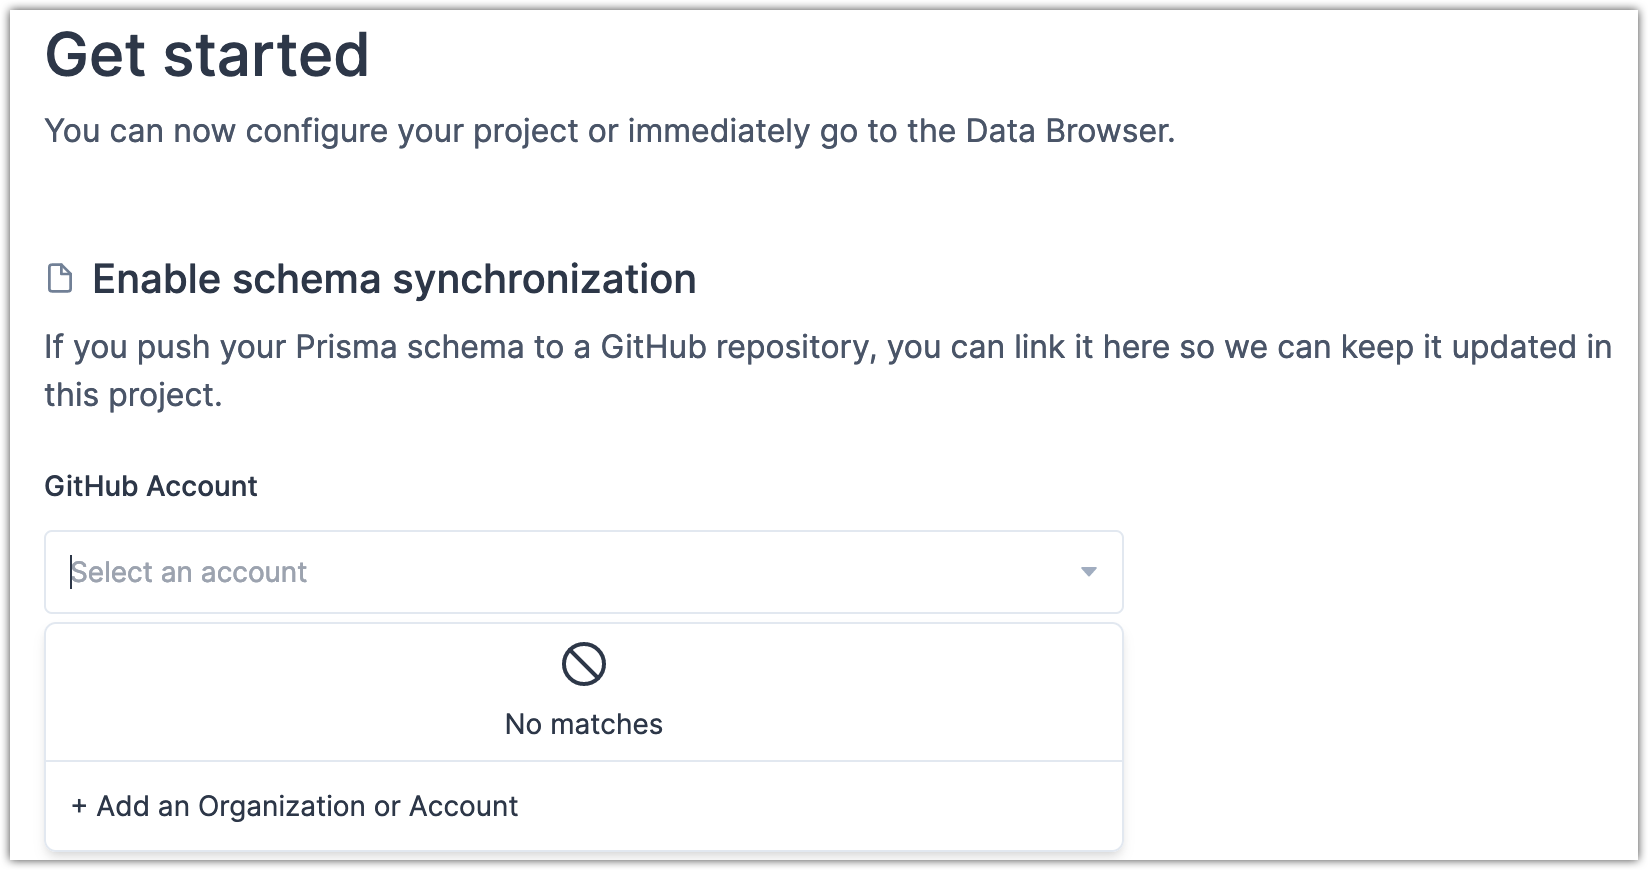 Get started
You can now configure your project or immediately go to the Data Browser.
Enable schema synchronization
If you push your Prisma schema to a GitHub repository, you can link it here so we can keep it updated in
this project.
GitHub Account
Select an account
No matches
+ Add an Organization or Account